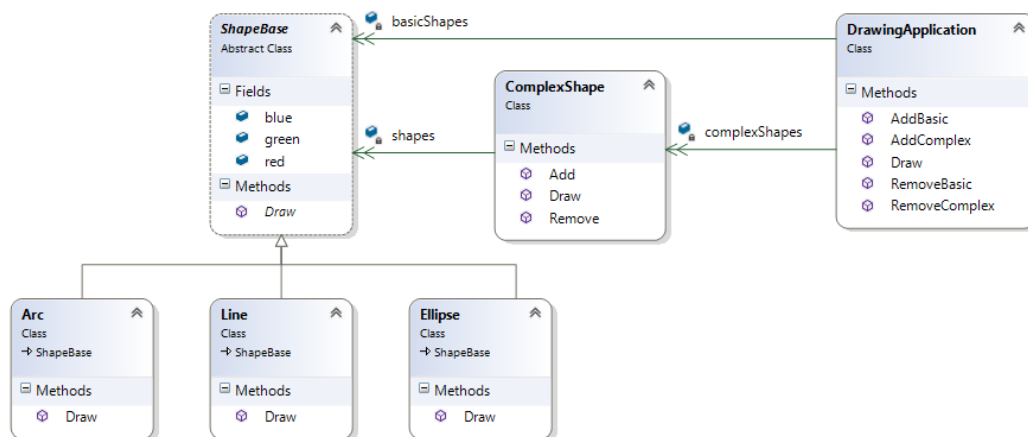 ShapeBase
Abstract Class
Fields
blue
green
red
Methods
Draw
basicShapes
shapes
ComplexShape
Class
Methods
Add
Draw
Remove
complexShapes
DrawingApplication
Class
Methods
AddBasic
AddComplex
Draw
RemoveBasic
RemoveComplex
Arc
Class
ShapeBase
Methods
Draw
Line
Class
ShapeBase
Methods
Draw
Ellipse
Class
ShapeBase
Methods
Draw